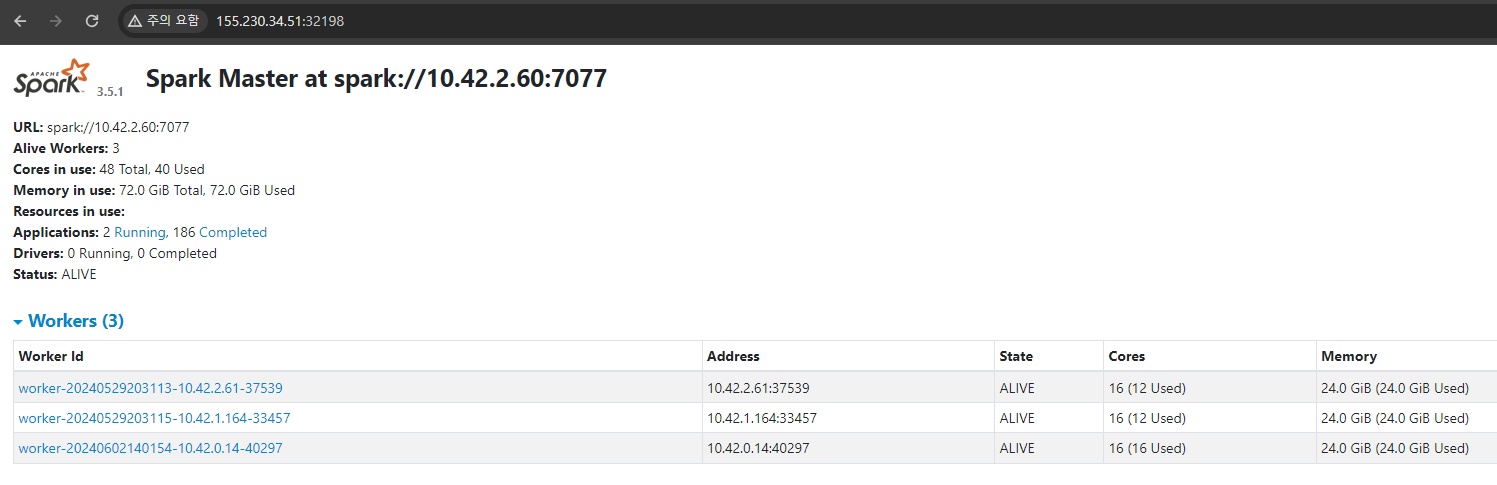 주의 요함 155.230.34.51:32198
APACHE Spark 3.5.1 Spark Master at spark://10.42.2.60:7077
URL: spark://10.42.2.60:7077
Alive Workers: 3
Cores in use: 48 Total, 40 Used
Memory in use: 72.0 GiB Total, 72.0 GiB Used
Resources in use:
Applications: 2 Running, 186 Completed
Drivers: 0 Running, 0 Completed
Status: ALIVE
Workers (3)
Worker Id Address State Cores Memory
worker-20240529203113-10.42.2.61-37539 10.42.2.61:37539 ALIVE 16 (12 Used) 24.0 GiB (24.0 GiB Used)
worker-20240529203115-10.42.1.164-33457 10.42.1.164:33457 ALIVE 16 (12 Used) 24.0 GiB (24.0 GiB Used)
worker-20240602140154-10.42.0.14-40297 10.42.0.14:40297 ALIVE 16 (16 Used) 24.0 GiB (24.0 GiB Used)